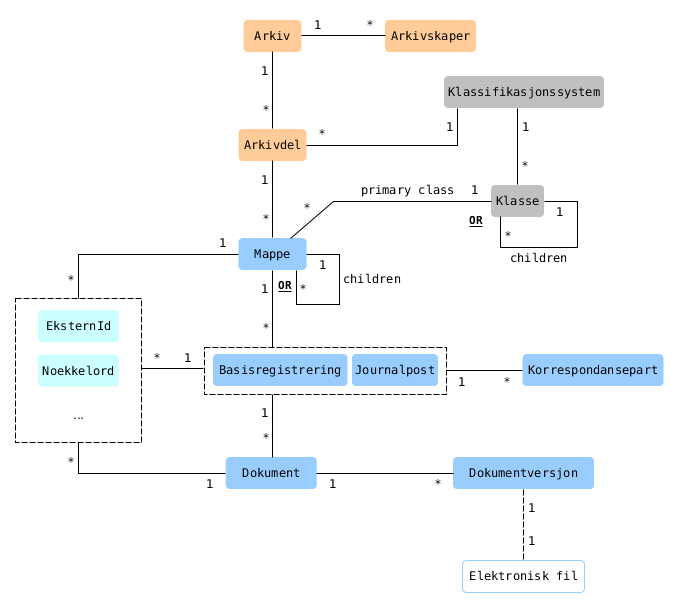 1 *
Arkiv Arkivskaper
1
*
Klassifikasjonssystem
* 1 1
Arkivdel
1 *
primary class 1
* Klasse 1
* OR *
1 children
Mappe 1
* OR * children
1
EksternId *
* 1
Noekkelord Basisregistrering Journalpost Korrespondansepart
1 *
1
... *
*
Dokument Dokumentversjon
1 1 *
1
1
Elektronisk fil